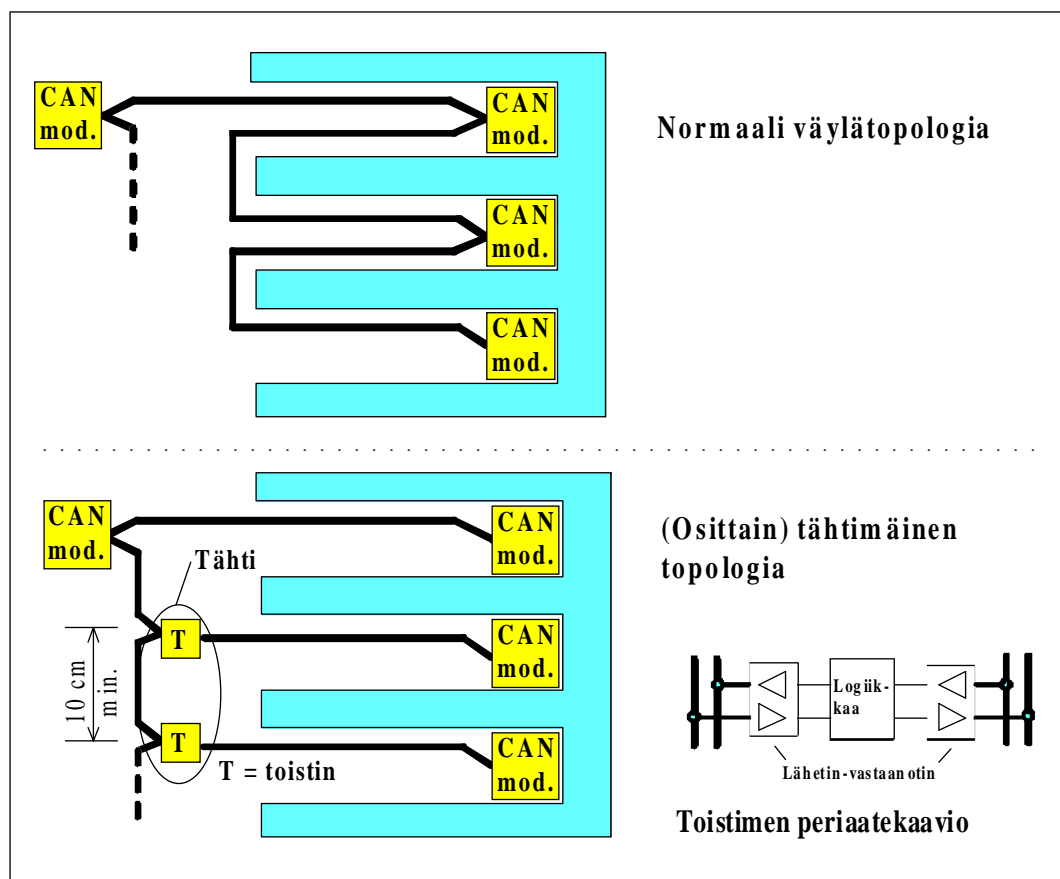 CAN
mod.
CAN
mod.
Normaali väylätopologia
CAN
mod.
CAN
mod.
CAN
mod.
CAN
mod.
(Osittain) tähtimäinen
topologia
Tähti
T
CAN
mod.
10 cm
min.
Logiik-
kaa
T
CAN
mod.
T = toistin
Lähetin-vastaanotin
Toistimen periaatekaavio